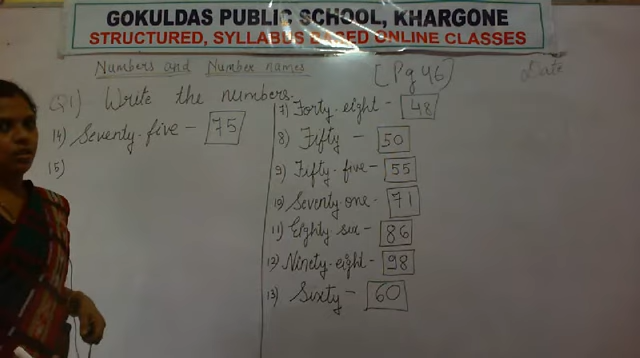 GOKULDAS PUBLIC SCHOOL, KHARGONE
STRUCTURED, SYLLABUS BASED ONLINE CLASSES
Numbers and Number names
[Pg 46)
Date
Q1) Write the numbers.
14) Seventy-five - 75
15)
7) Forty-eight - 48
8) Fifty - 50
9) Fifty-five - 55
10) Seventy one - 71
11) Eighty six - 86
12) Ninety-eight - 98
13) Sixty - 60